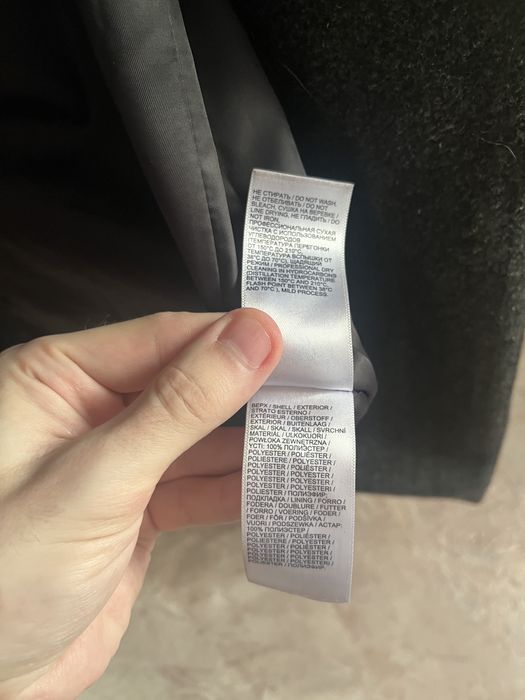 НЕ СТИРАТЬ / DO NOT WASH.
НЕ ОТБЕЛИВАТЬ / DO NOT
BLEACH. СУШКА НА ВЕРЕВКЕ /
LINE DRYING. НЕ ГЛАДИТЬ / DO
NOT IRON.
ПРОФЕССИОНАЛЬНАЯ СУХАЯ
ЧИСТКА С ИСПОЛЬЗОВАНИЕМ
УГЛЕВОДОРОДОВ
(ТЕМПЕРАТУРА ПЕРЕГОНКИ
ОТ 150°C ДО 210°C,
ТЕМПЕРАТУРА ВСПЫШКИ ОТ
38°C ДО 70°C), ЩАДЯЩИЙ
РЕЖИМ / PROFESSIONAL DRY
CLEANING IN HYDROCARBONS
(DISTILLATION TEMPERATURE
BETWEEN 150°C AND 210°C,
FLASH POINT BETWEEN 38°C
AND 70°C ), MILD PROCESS.
ВЕРХ / SHELL / EXTERIOR /
STRATO ESTERNO /
EXTÉRIEUR / OBERSTOFF /
EXTERIOR / BUITENLAAG /
SKAL / SKAL / SKALL / SVRCHNÍ
MATERIÁL / ULKOKUORI /
POWŁOKA ZEWNĘTRZNA /
ҮСТІ: 100% ПОЛИЭСТЕР /
POLYESTER / POLIÉSTER /
POLIESTERE / POLYESTER /
POLYESTER / POLIÉSTER /
POLYESTER / POLYESTER /
POLYESTER / POLYESTER /
POLYESTER / POLYESTERI /
POLIESTER / ПОЛИЭФИР;
ПОДКЛАДКА / LINING / FORRO /
FODERA / DOUBLURE / FUTTER
/ FORRO / VOERING / FODER /
FOER / FÓR / PODŠÍVKA /
VUORI / PODSZEWKA / АСТАР:
100% ПОЛИЭСТЕР /
POLYESTER / POLIÉSTER /
POLIESTERE / POLYESTER /
POLYESTER / POLIÉSTER /
POLYESTER / POLYESTER /
POLYESTER / POLYESTER /
POLYESTER / POLYESTERI /
POLIESTER / ПОЛИЭФИР.